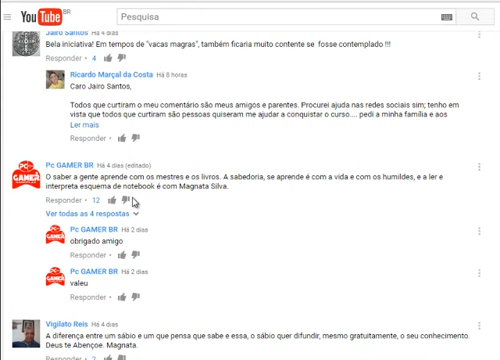 YouTube BR
Pesquisa
Jairo Santos Há 4 dias
Bela iniciativa! Em tempos de "vacas magras", também ficaria muito contente se fosse contemplado !!!
Responder • 4
Ricardo Marçal da Costa Há 8 horas
Caro Jairo Santos,
Todos que curtiram o meu comentário são meus amigos e parentes. Procurei ajuda nas redes sociais sim; tenho em
vista que todos que curtiram são pessoas quiseram me ajudar a conquistar o curso.... pedi a minha família e aos
Ler mais
Responder •
Pc GAMER BR Há 4 dias (editado)
O saber a gente aprende com os mestres e os livros. A sabedoria, se aprende é com a vida e com os humildes, e a ler e
interpreta esquema de notebook é com Magnata Silva.
Responder • 12
Ver todas as 4 respostas
Pc GAMER BR Há 2 dias
obrigado amigo
Responder •
Pc GAMER BR Há 2 dias
valeu
Responder •
Vigilato Reis Há 4 dias
A diferença entre um sábio e um que pensa que sabe e essa, o sábio quer difundir, mesmo gratuitamente, o seu conhecimento.
Deus te Abençoe. Magnata.
Responder • 2